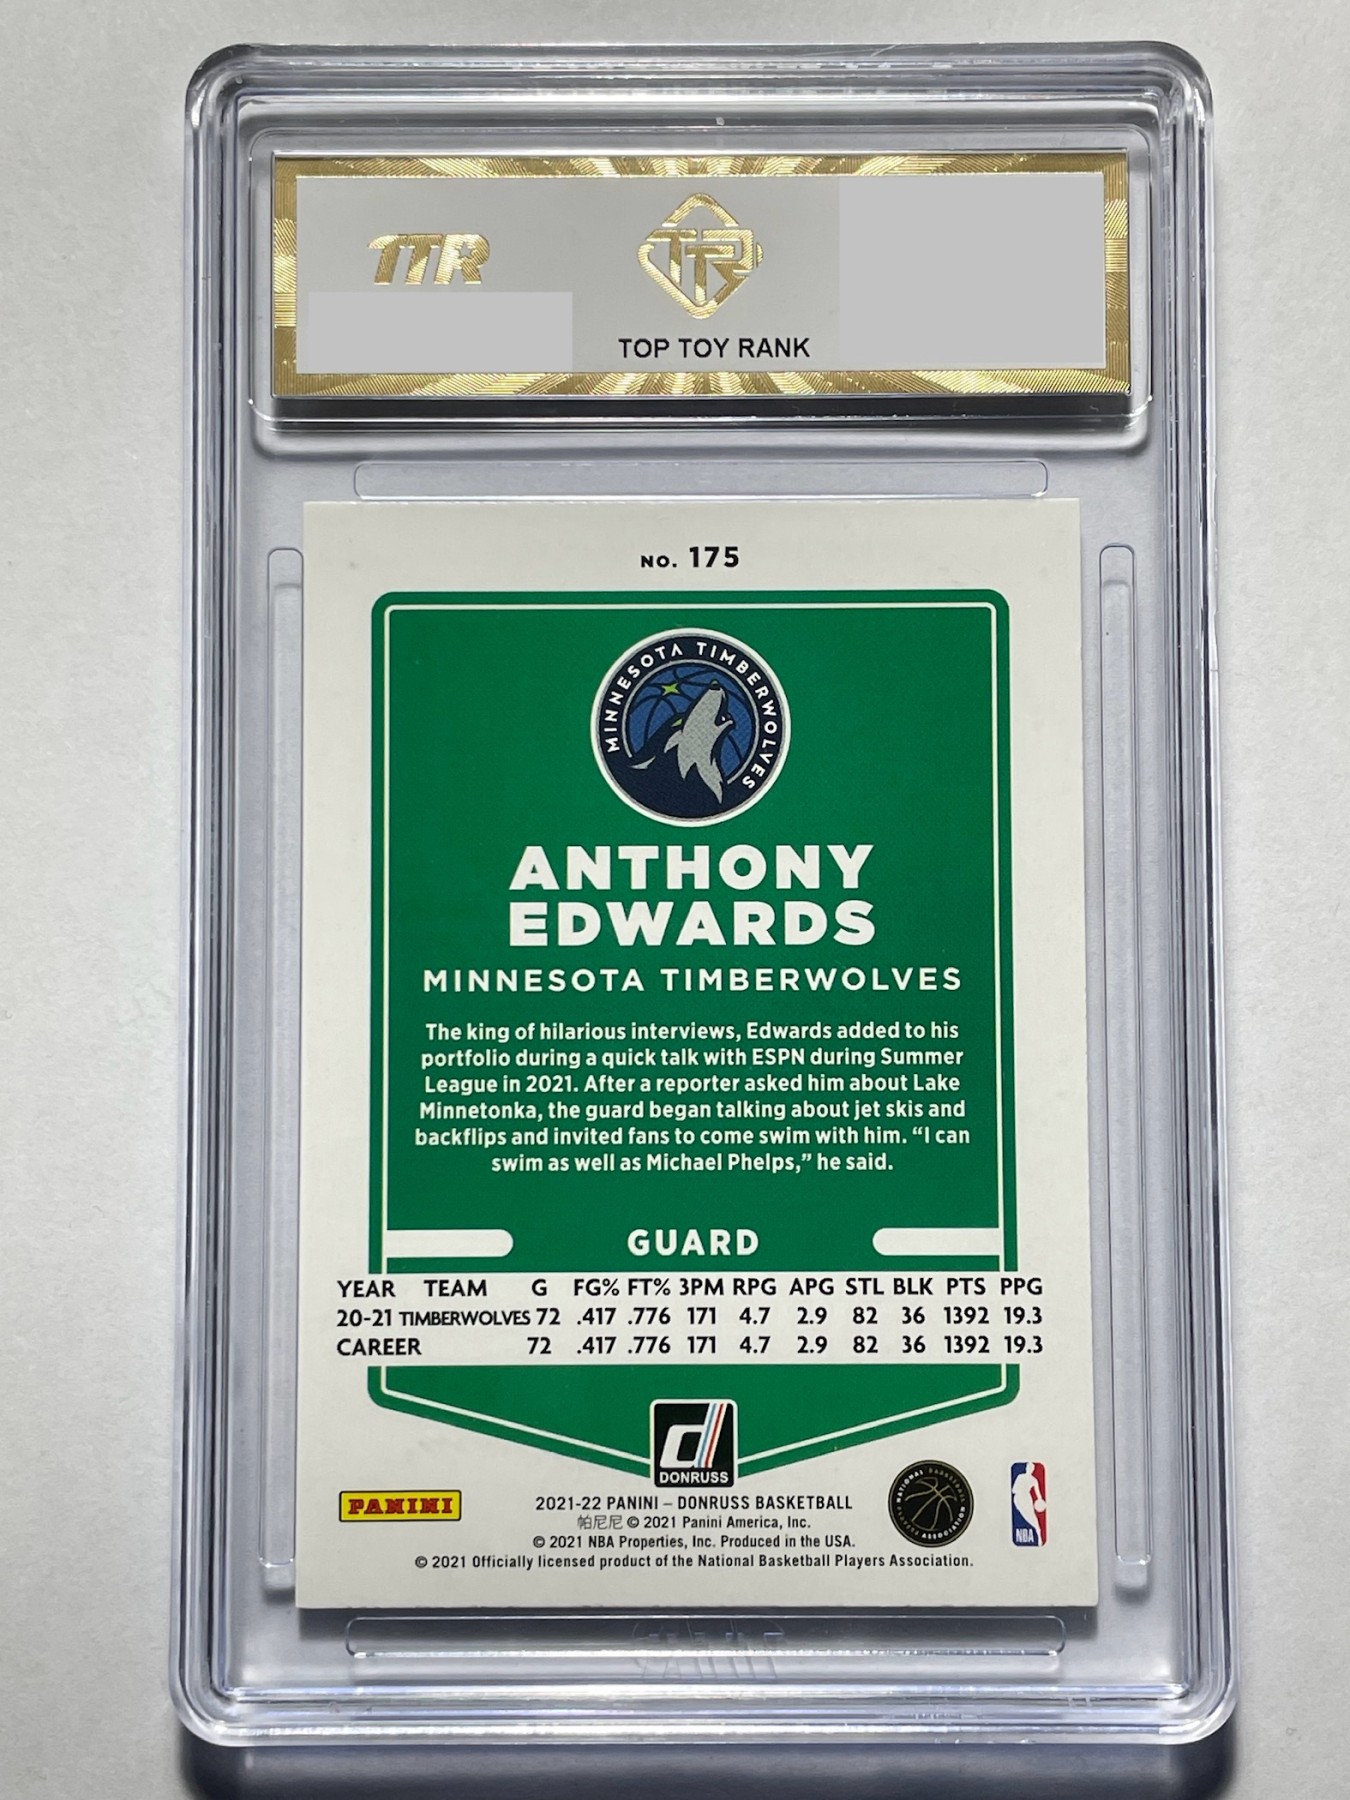 TTR
TTR
TOP TOY RANK
NO. 175
MINNESOTA TIMBERWOLVES
ANTHONY
EDWARDS
MINNESOTA TIMBERWOLVES
The king of hilarious interviews, Edwards added to his
portfolio during a quick talk with ESPN during Summer
League in 2021. After a reporter asked him about Lake
Minnetonka, the guard began talking about jet skis and
backflips and invited fans to come swim with him. “I can
swim as well as Michael Phelps,” he said.
GUARD
YEAR TEAM G FG% FT% 3PM RPG APG STL BLK PTS PPG
20-21 TIMBERWOLVES 72 .417 .776 171 4.7 2.9 82 36 1392 19.3
CAREER 72 .417 .776 171 4.7 2.9 82 36 1392 19.3
d
DONRUSS
PANINI
2021-22 PANINI – DONRUSS BASKETBALL
帕尼尼 © 2021 Panini America, Inc.
© 2021 NBA Properties, Inc. Produced in the USA.
© 2021 Officially licensed product of the National Basketball Players Association.
NATIONAL BASKETBALL PLAYERS ASSOCIATION
NBA